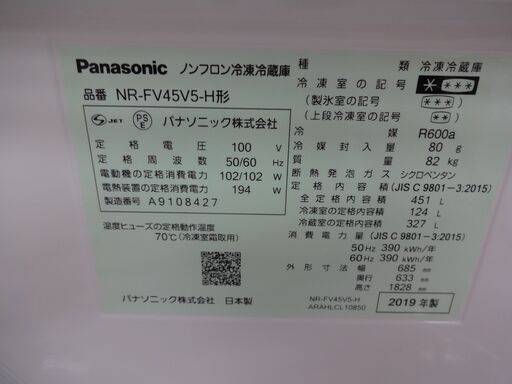 Panasonic ノンフロン冷凍冷蔵庫
品番 NR-FV45V5-H形
S JET PS E パナソニック株式会社
定格電圧 100 V
定格周波数 50/60 Hz
電動機の定格消費電力 102/102 W
電熱装置の定格消費電力 194 W
製造番号 A9108427
温度ヒューズの定格動作温度
70℃(冷凍室霜取用)
パナソニック株式会社 日本製
種類 冷凍冷蔵庫
冷凍室の記号 * ***
(製氷室の記号) ***
(上段冷凍室の記号) **
冷媒 R600a
冷媒封入量 80 g
質量 82 kg
断熱発泡ガス シクロペンタン
定格内容積 (JIS C 9801-3:2015)
全定格内容積 451 L
冷凍室の定格内容積 124 L
冷蔵室の定格内容積 327 L
消費電力量 (JIS C 9801-3:2015)
50Hz 390 kWh/年
60Hz 390 kWh/年
外形寸法 幅 685 mm
奥行 633 mm
高さ 1828 mm
NR-FV45V5-H
ARAHLCL10850
2019年製